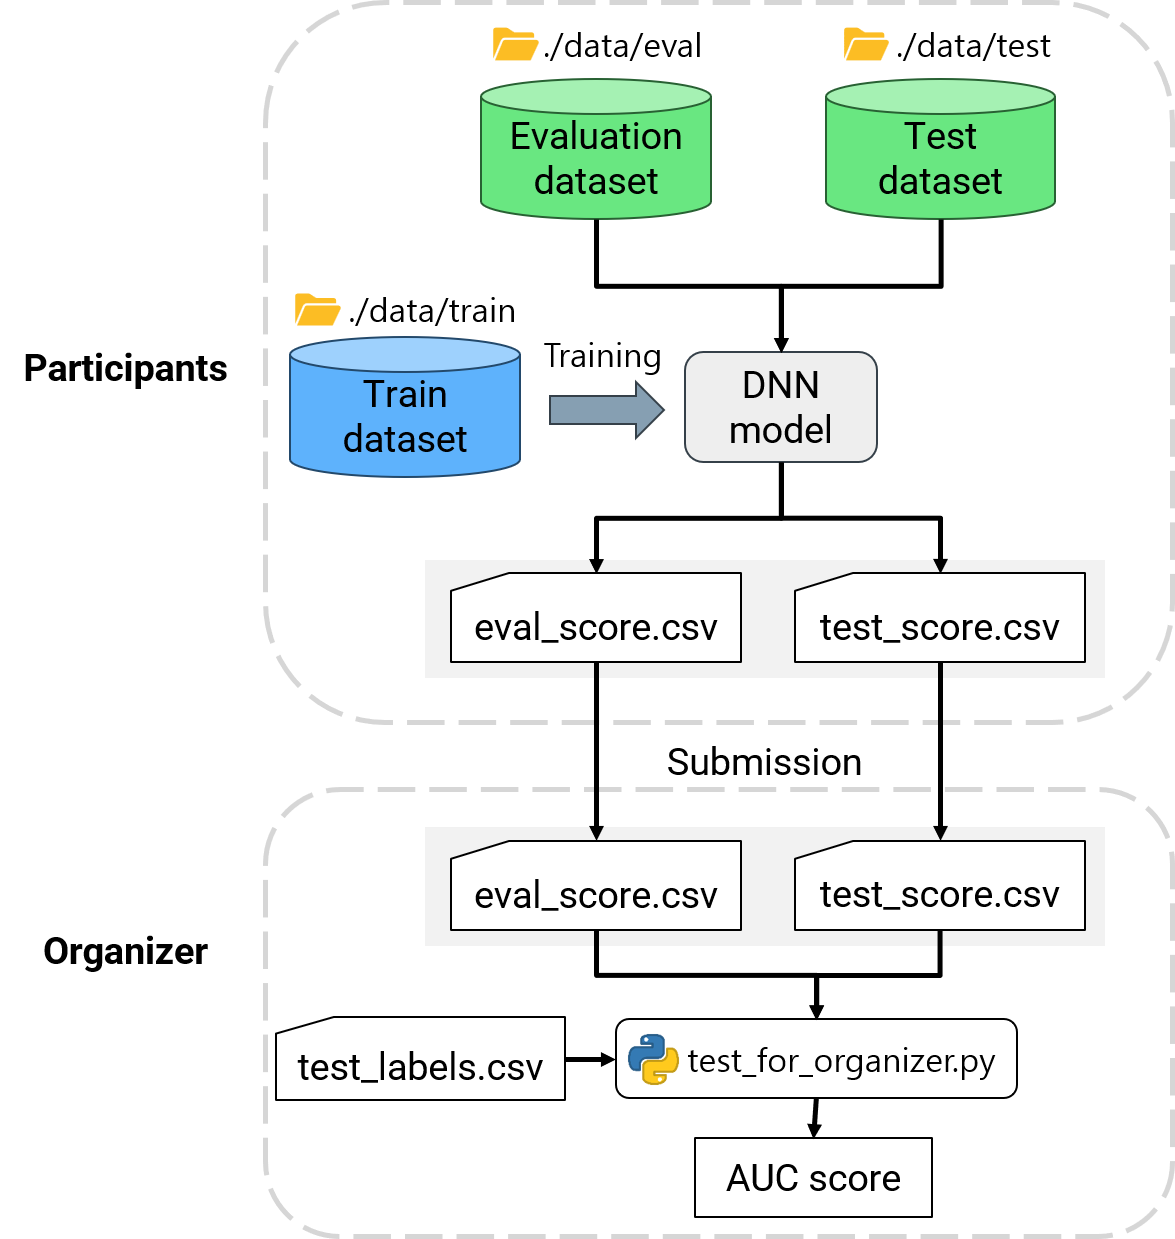 ./data/eval
./data/test
Evaluation
dataset
Test
dataset
./data/train
Participants
Train
dataset
Training
DNN
model
eval_score.csv
test_score.csv
Submission
eval_score.csv
test_score.csv
Organizer
test_labels.csv
test_for_organizer.py
AUC score